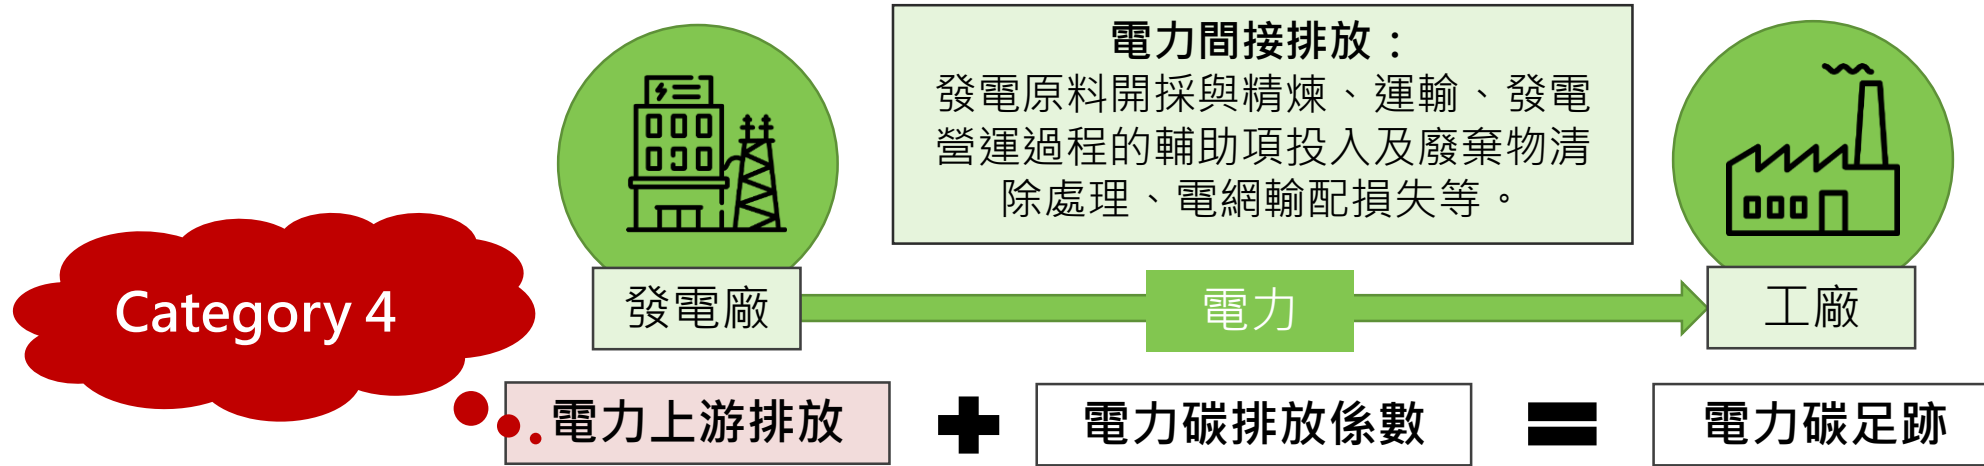 電力間接排放：
發電原料開採與精煉、運輸、發電
營運過程的輔助項投入及廢棄物清
除處理、電網輸配損失等。
Category 4
發電廠
電力
工廠
電力上游排放
電力碳排放係數
電力碳足跡